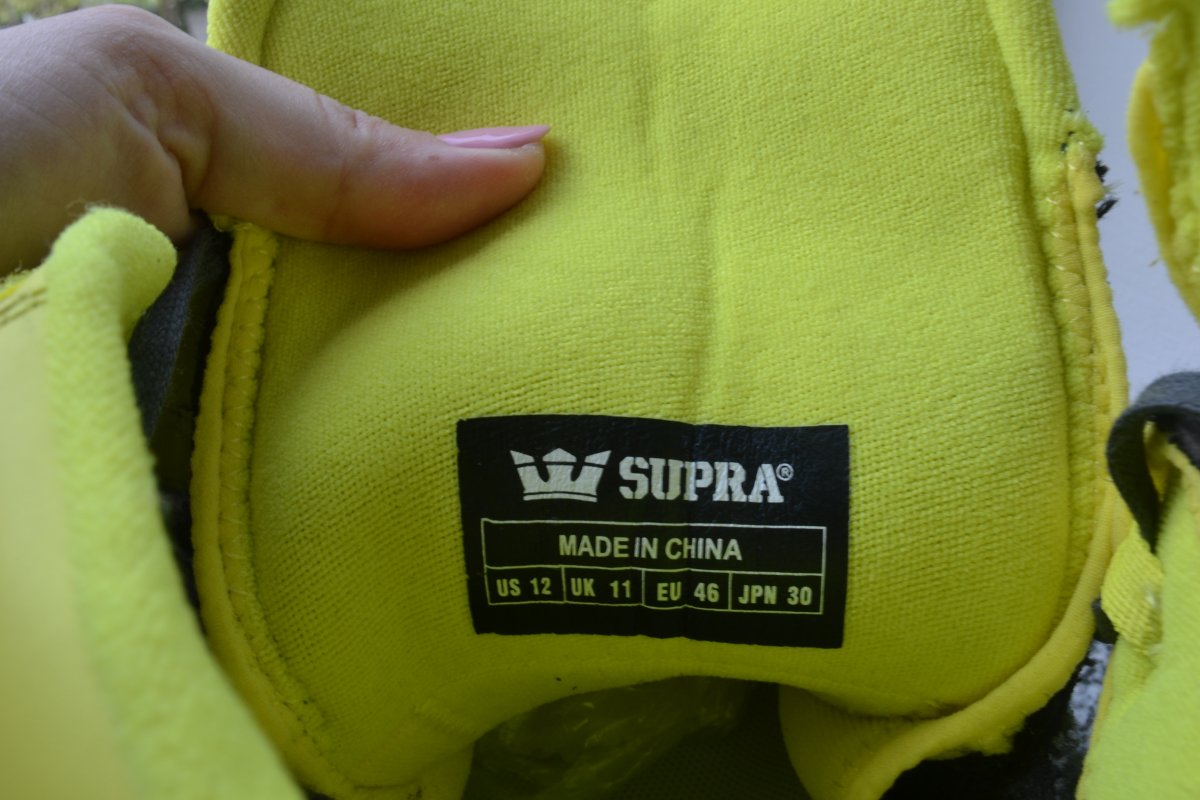 SUPRA®
MADE IN CHINA
US 12 UK 11 EU 46 JPN 30